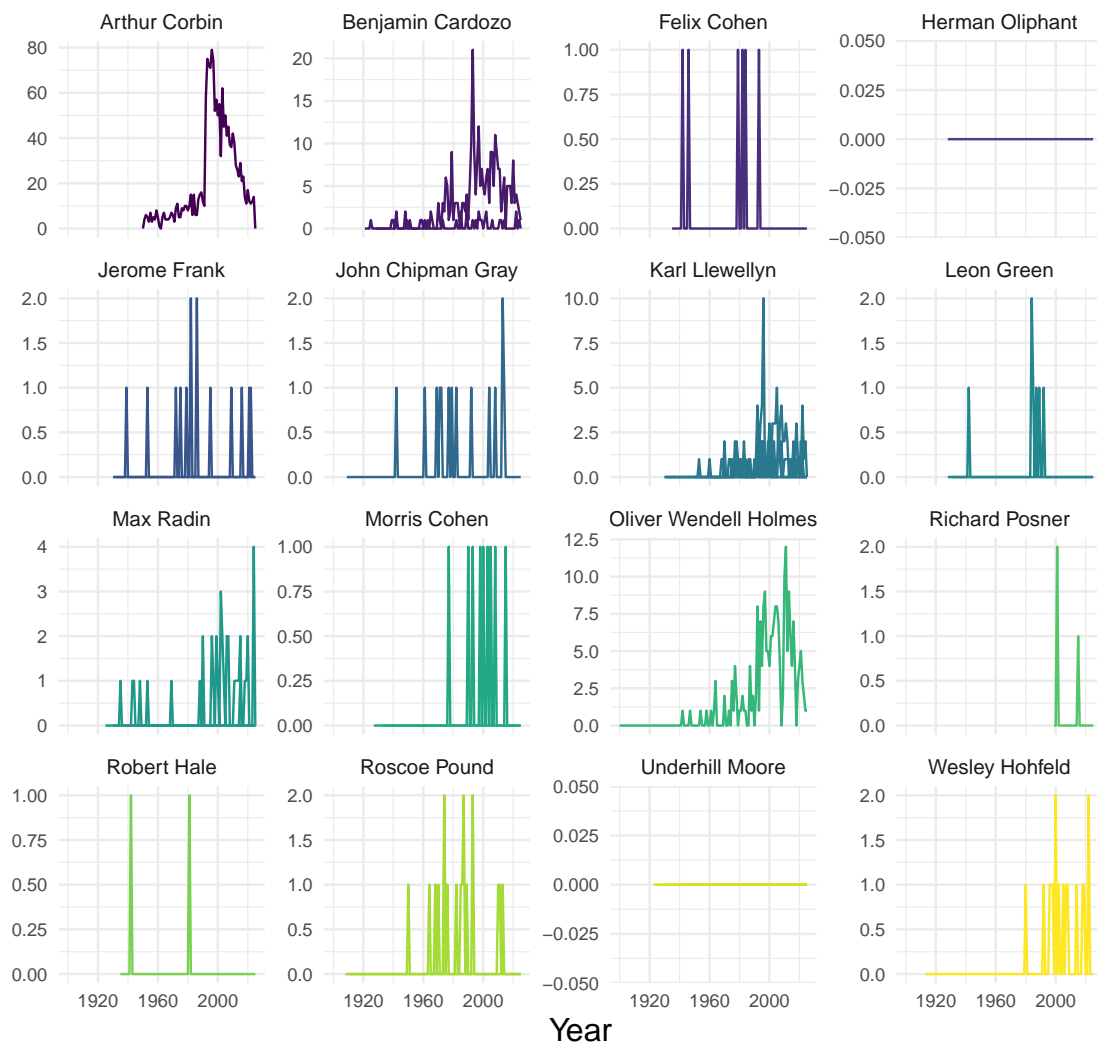 Arthur Corbin Benjamin Cardozo Felix Cohen Herman Oliphant
80 60 40 20 0
20 15 10 5 0
1.00 0.75 0.50 0.25 0.00
0.050 0.025 0.000 −0.025 −0.050
Jerome Frank John Chipman Gray Karl Llewellyn Leon Green
2.0 1.5 1.0 0.5 0.0
2.0 1.5 1.0 0.5 0.0
10.0 7.5 5.0 2.5 0.0
2.0 1.5 1.0 0.5 0.0
Max Radin Morris Cohen Oliver Wendell Holmes Richard Posner
4 3 2 1 0
1.00 0.75 0.50 0.25 0.00
12.5 10.0 7.5 5.0 2.5 0.0
2.0 1.5 1.0 0.5 0.0
Robert Hale Roscoe Pound Underhill Moore Wesley Hohfeld
1.00 0.75 0.50 0.25 0.00
2.0 1.5 1.0 0.5 0.0
0.050 0.025 0.000 −0.025 −0.050
2.0 1.5 1.0 0.5 0.0
1920 1960 2000 1920 1960 2000 1920 1960 2000 1920 1960 2000
Year